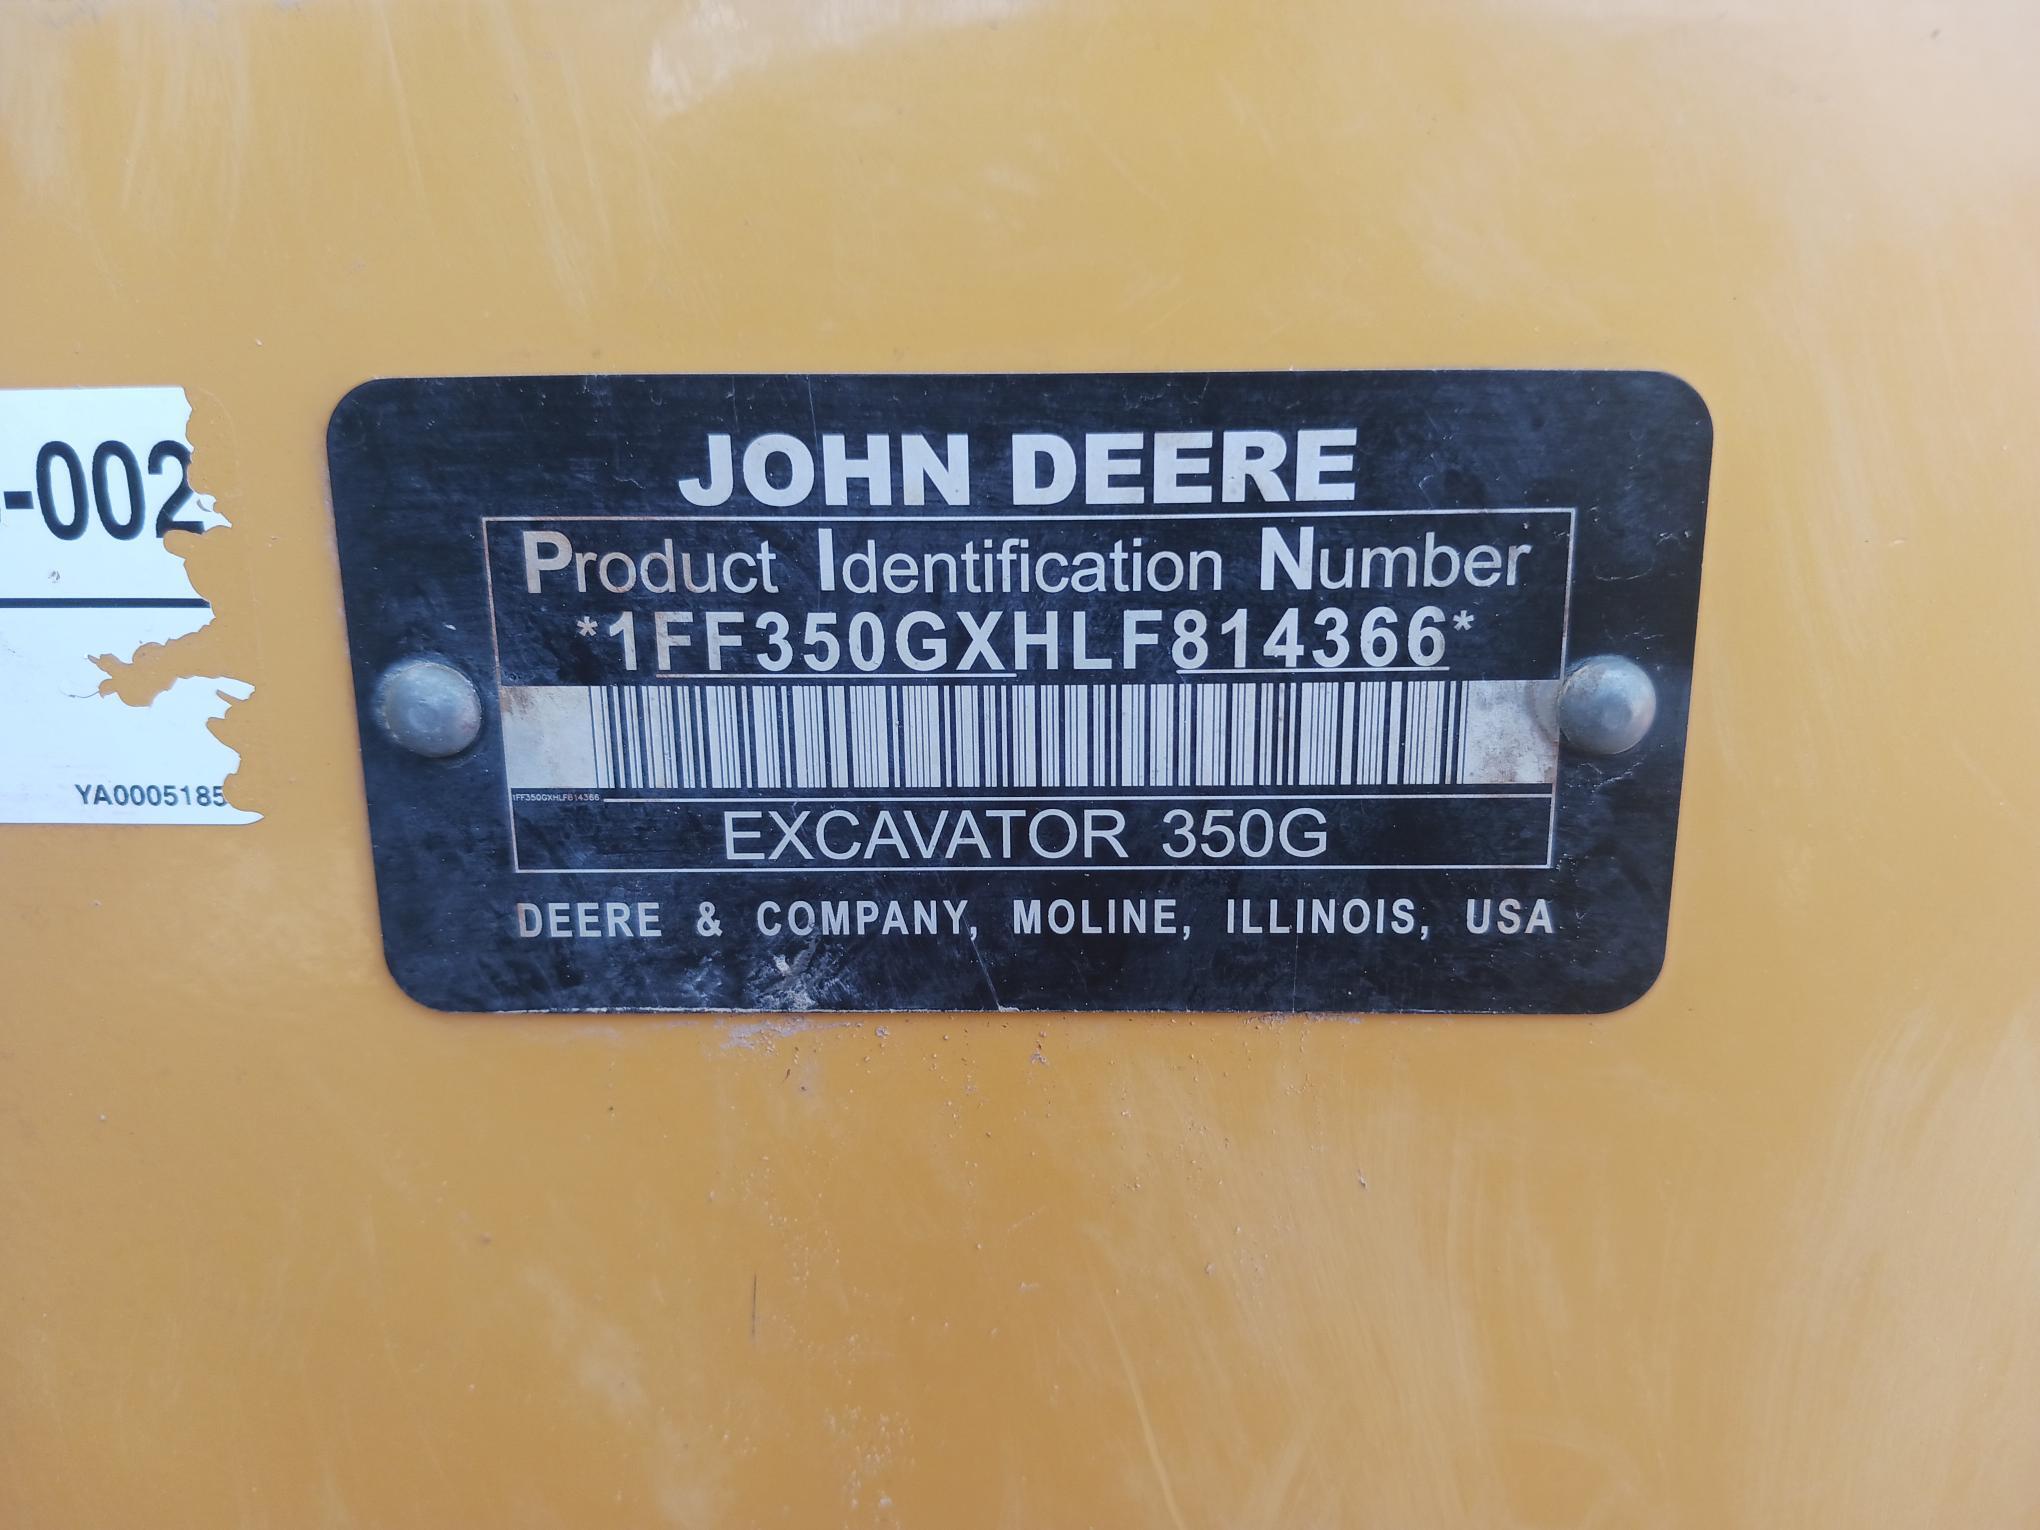 -002
YA0005185
JOHN DEERE
Product Identification Number
*1FF350GXHLF814366*
1FF350GXHLF814366
EXCAVATOR 350G
DEERE & COMPANY, MOLINE, ILLINOIS, USA